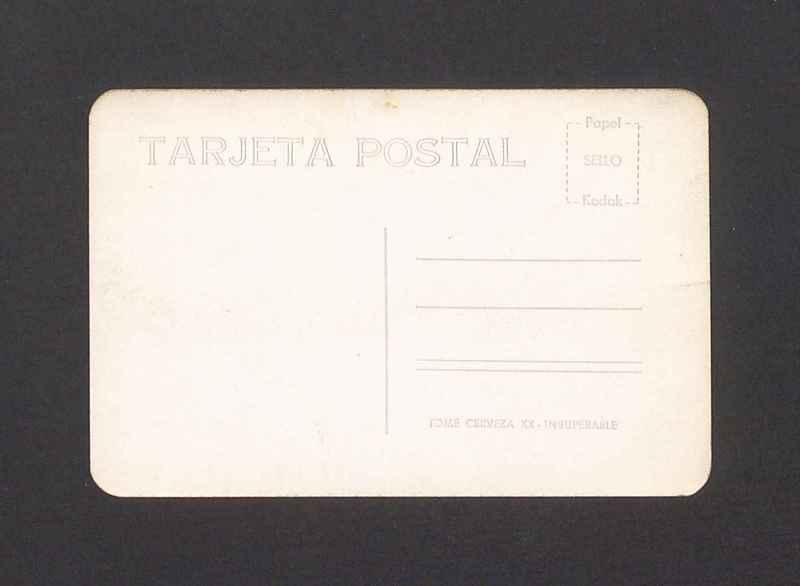 TARJETA POSTAL
Papel
SELLO
Kodak
TOME CERVEZA XX - INSUPERABLE